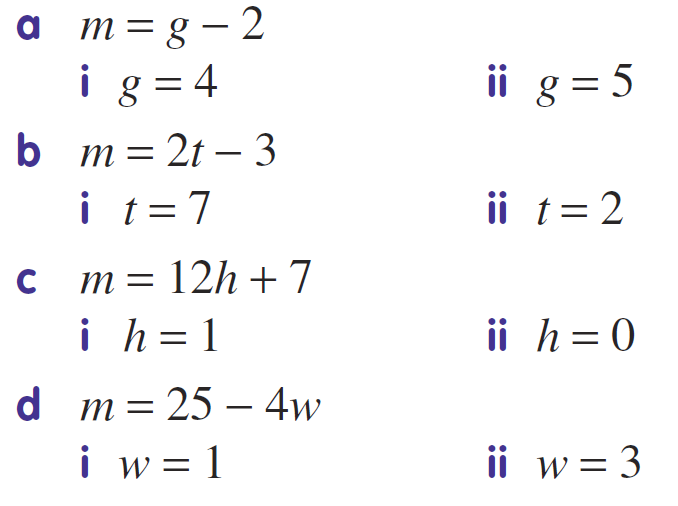 a m = g − 2
i g = 4 ii g = 5
b m = 2t − 3
i t = 7 ii t = 2
c m = 12h + 7
i h = 1 ii h = 0
d m = 25 − 4w
i w = 1 ii w = 3